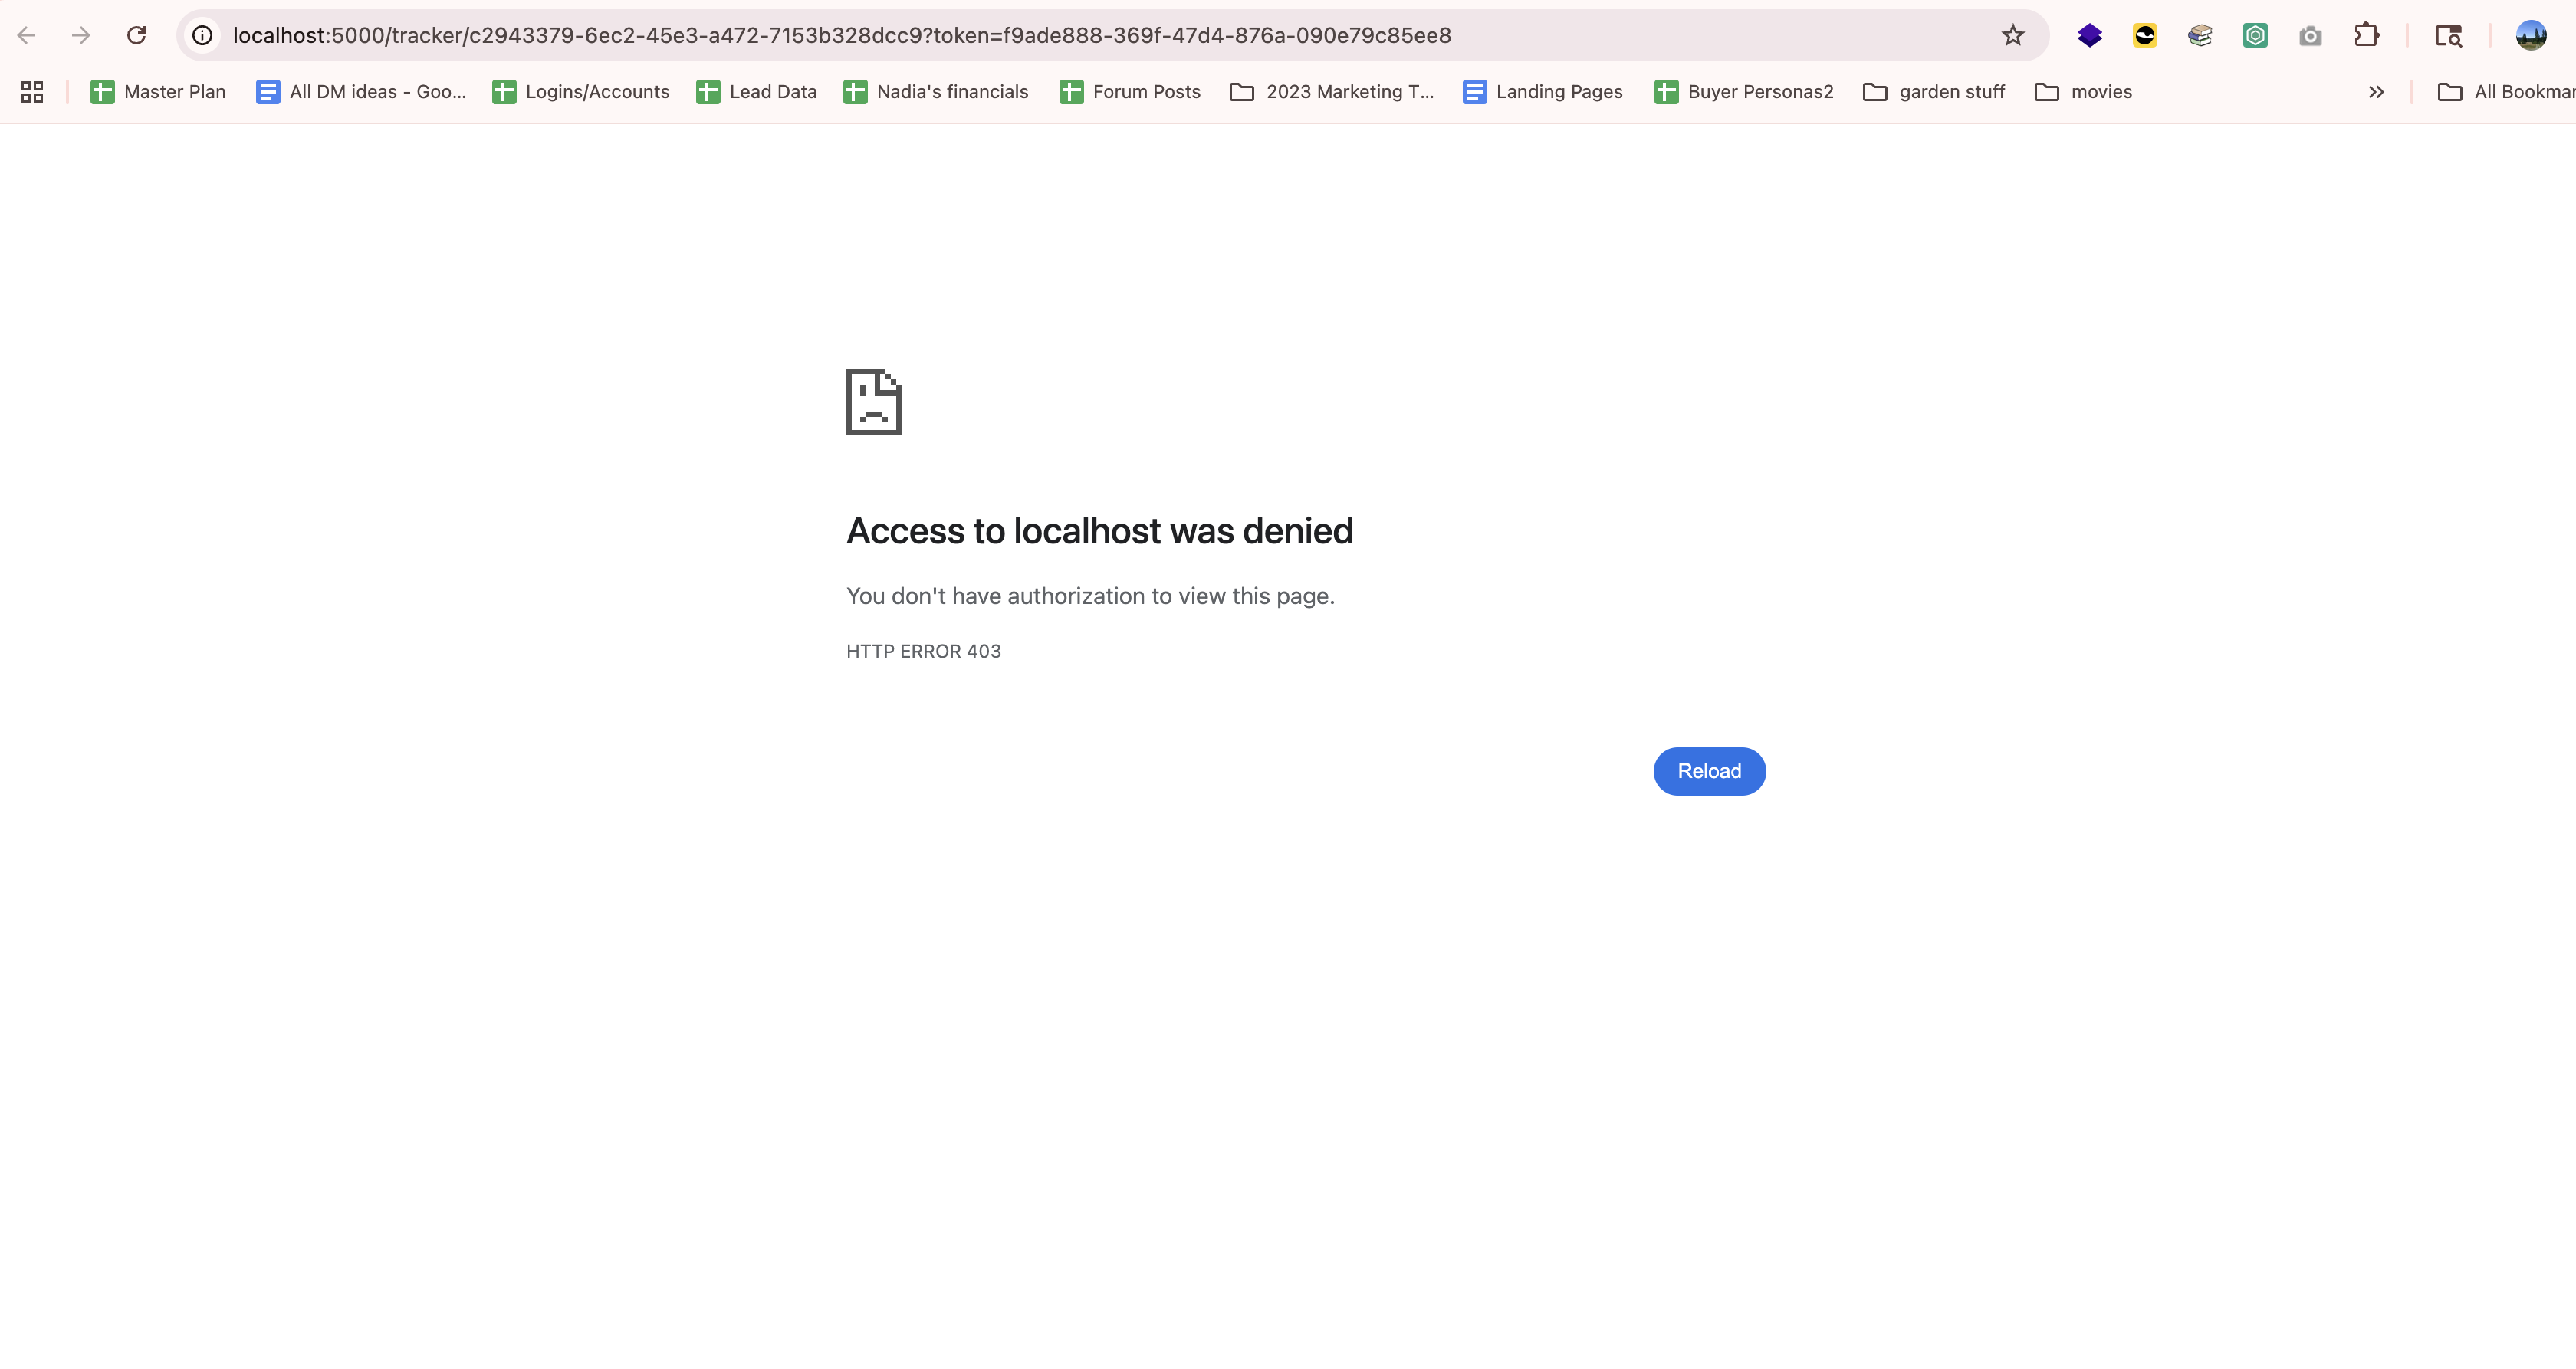 localhost:5000/tracker/c2943379-6ec2-45e3-a472-7153b328dcc9?token=f9ade888-369f-47d4-876a-090e79c85ee8
Master Plan All DM ideas - Goo... Logins/Accounts Lead Data Nadia's financials Forum Posts 2023 Marketing T... Landing Pages Buyer Personas2 garden stuff movies All Bookmar
Access to localhost was denied
You don't have authorization to view this page.
HTTP ERROR 403
Reload